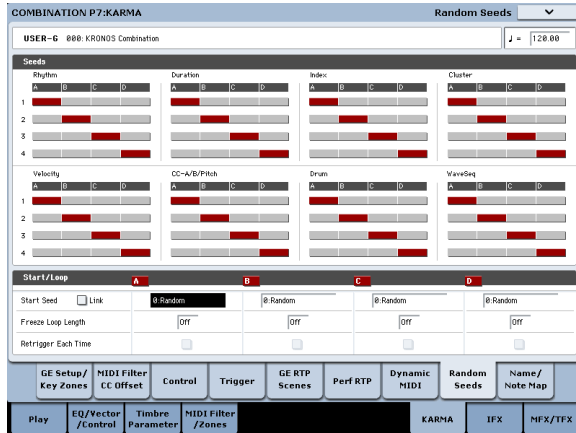 COMBINATION P7:KARMA Random Seeds
USER-G 000: KRONOS Combination ♩= 120.00
Seeds
Rhythm Duration Index Cluster
A B C D A B C D A B C D A B C D
1
2
3
4
Velocity CC-A/B/Pitch Drum WaveSeq
A B C D A B C D A B C D A B C D
1
2
3
4
Start/Loop A B C D
Start Seed Link 0:Random 0:Random 0:Random 0:Random
Freeze Loop Length Off Off Off Off
Retrigger Each Time
GE Setup/ Key Zones MIDI Filter CC Offset Control Trigger GE RTP Scenes Perf RTP Dynamic MIDI Random Seeds Name/ Note Map
Play EQ/Vector /Control Timbre Parameter MIDI Filter /Zones KARMA IFX MFX/TFX